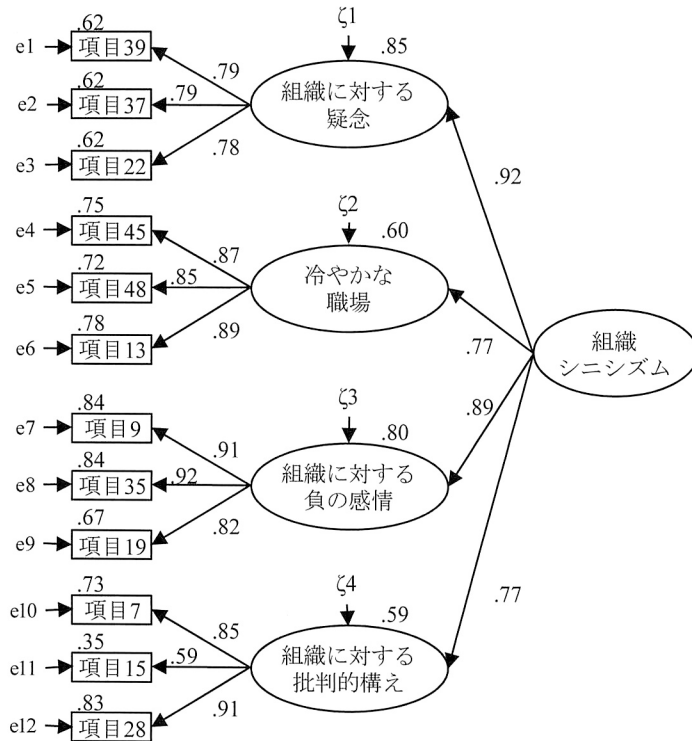 ζ1
.62
.85
e1
項目39
.79
組織に対する
疑念
.62
e2
項目37
.79
.62
e3
項目22
.78
.92
ζ2
.75
.60
e4
項目45
.87
冷やかな
職場
.72
e5
項目48
.85
.78
e6
項目13
.89
.77
組織
シニシズム
ζ3
.89
.84
.80
e7
項目9
.91
組織に対する
負の感情
.84
e8
項目35
.92
.67
e9
項目19
.82
ζ4
.77
.73
.59
e10
項目7
.85
組織に対する
批判的構え
.35
e11
項目15
.59
.83
e12
項目28
.91